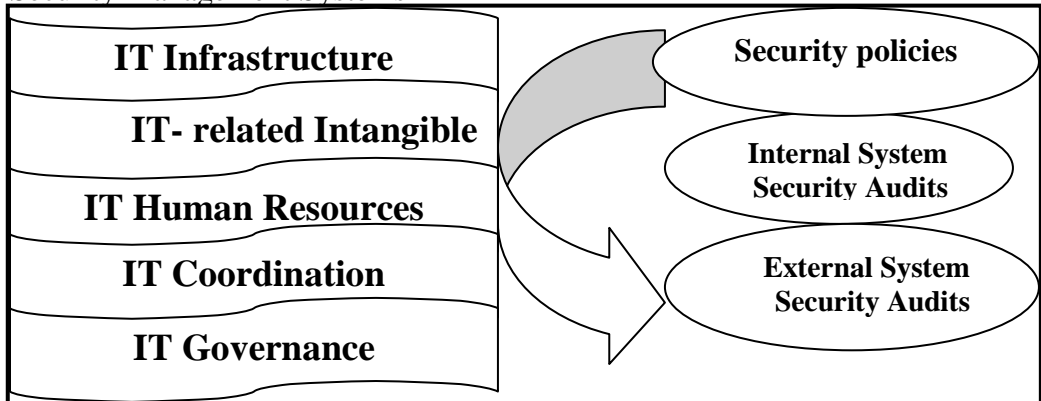 IT Infrastructure
IT- related Intangible
IT Human Resources
IT Coordination
IT Governance
Security policies
Internal System
Security Audits
External System
Security Audits